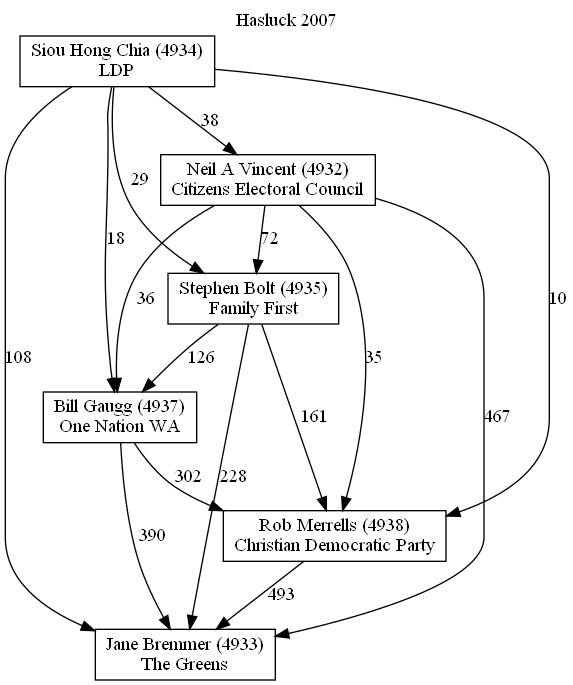 Hasluck 2007
Siou Hong Chia (4934)
LDP
38
Neil A Vincent (4932)
Citizens Electoral Council
29
18
72
36
Stephen Bolt (4935)
Family First
108
126
35
10
Bill Gaugg (4937)
One Nation WA
161
467
302
228
390
Rob Merrells (4938)
Christian Democratic Party
493
Jane Bremmer (4933)
The Greens